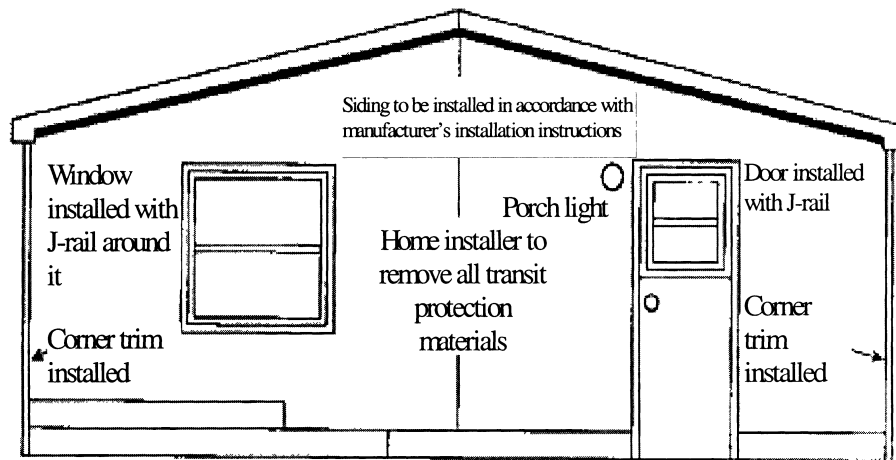 Siding to be installed in accordance with
manufacturer's installation instructions
Window
installed with
J-rail around
it
Porch light
Door installed
with J-rail
Home installer to
remove all transit
protection
materials
Corner trim
installed
Corner
trim
installed